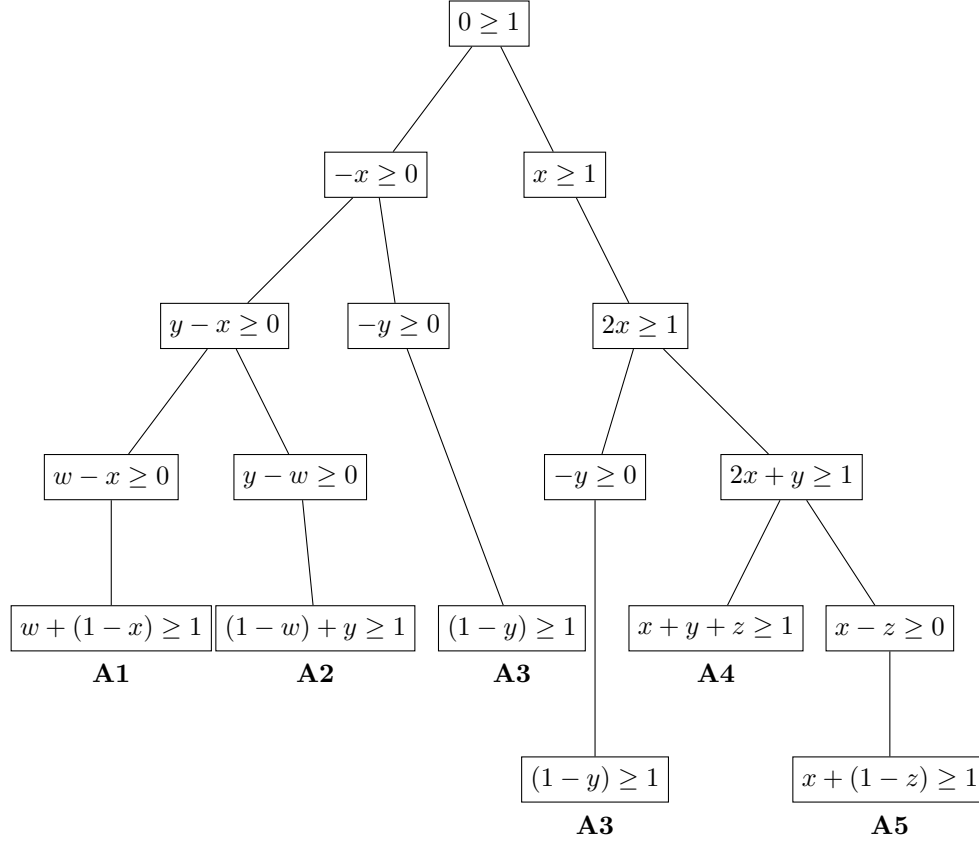 0 ≥ 1
−x ≥ 0
x ≥ 1
y − x ≥ 0
−y ≥ 0
2x ≥ 1
w − x ≥ 0
y − w ≥ 0
−y ≥ 0
2x + y ≥ 1
w + (1 − x) ≥ 1
(1 − w) + y ≥ 1
(1 − y) ≥ 1
x + y + z ≥ 1
x − z ≥ 0
A1
A2
A3
A4
(1 − y) ≥ 1
x + (1 − z) ≥ 1
A3
A5